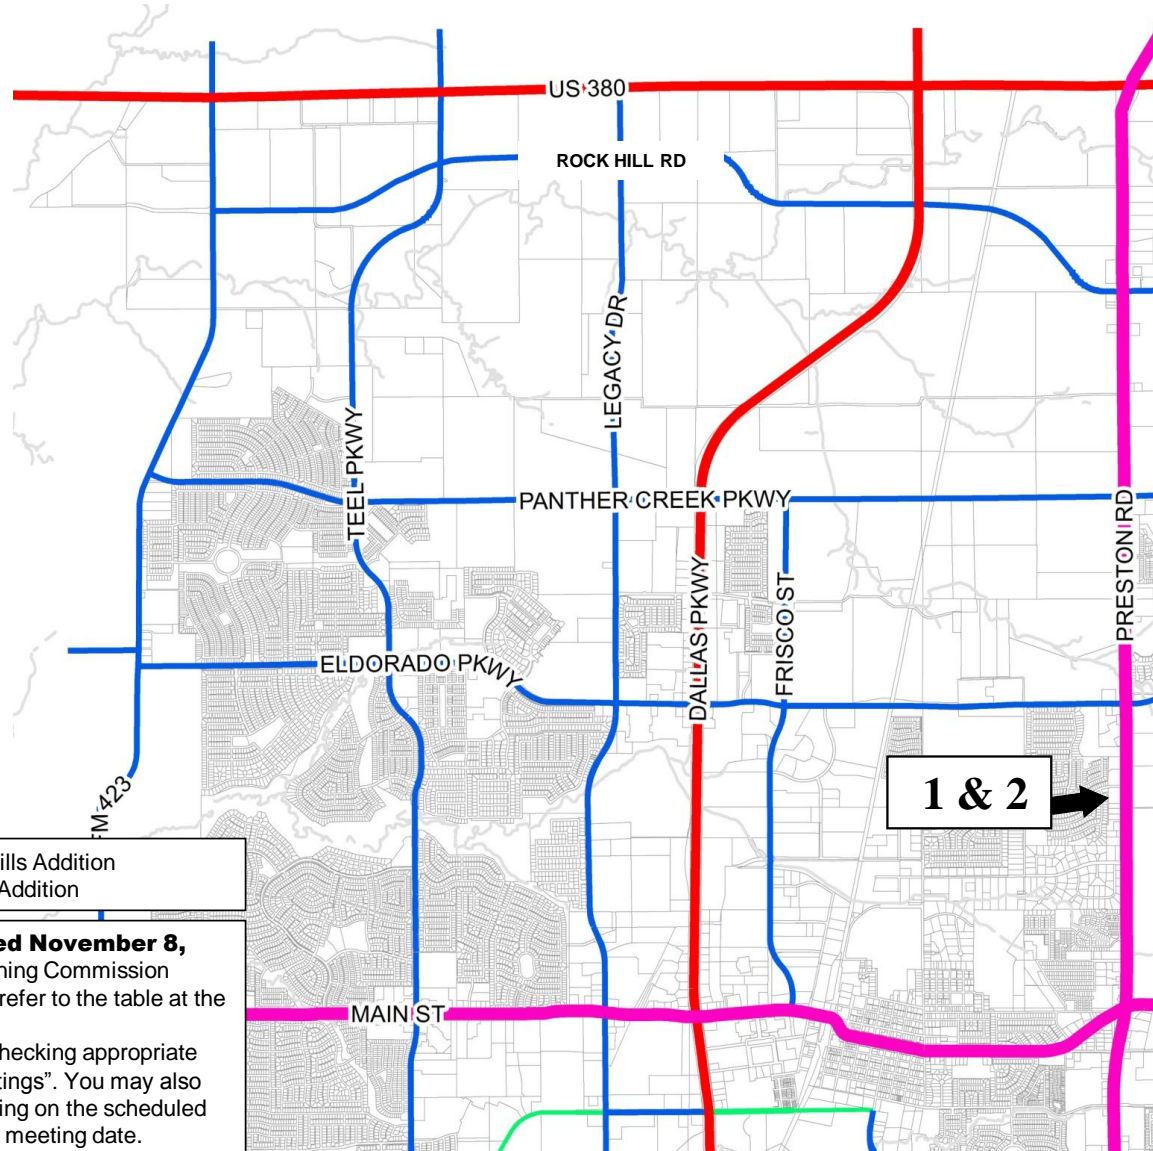 US 380
ROCK HILL RD
LEGACY DR
TEEL PKWY
PANTHER CREEK PKWY
PRESTON RD
DALLAS PKWY
FRISCO ST
ELDORADO PKWY
1 & 2
FM 423
ills Addition
Addition
ed November 8,
ning Commission
refer to the table at the
hecking appropriate
tings”. You may also
ing on the scheduled
meeting date.
MAIN ST